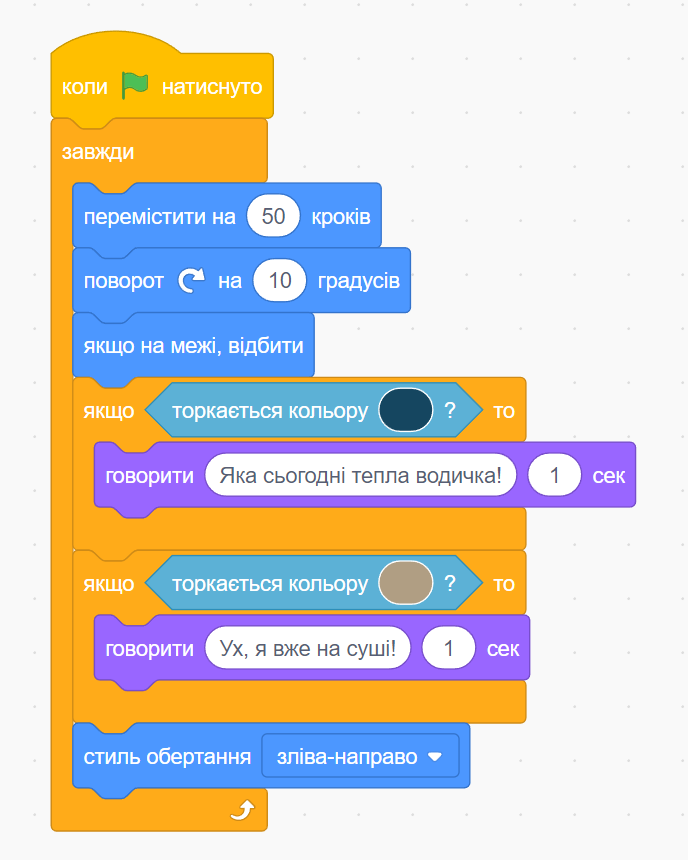 коли натиснуто
завжди
перемістити на 50 кроків
поворот на 10 градусів
якщо на межі, відбити
якщо торкається кольору ? то
говорити Яка сьогодні тепла водичка! 1 сек
якщо торкається кольору ? то
говорити Ух, я вже на суші! 1 сек
стиль обертання зліва-направо